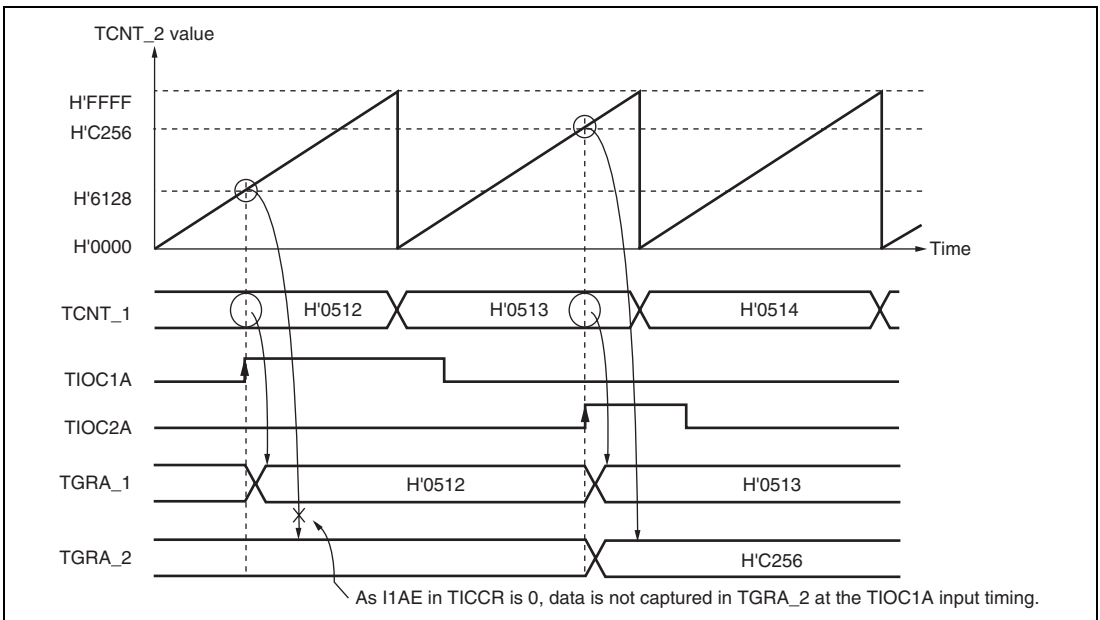 TCNT_2 value
H'FFFF
H'C256
H'6128
H'0000
Time
TCNT_1
H'0512
H'0513
H'0514
TIOC1A
TIOC2A
TGRA_1
H'0512
H'0513
TGRA_2
H'C256
As I1AE in TICCR is 0, data is not captured in TGRA_2 at the TIOC1A input timing.